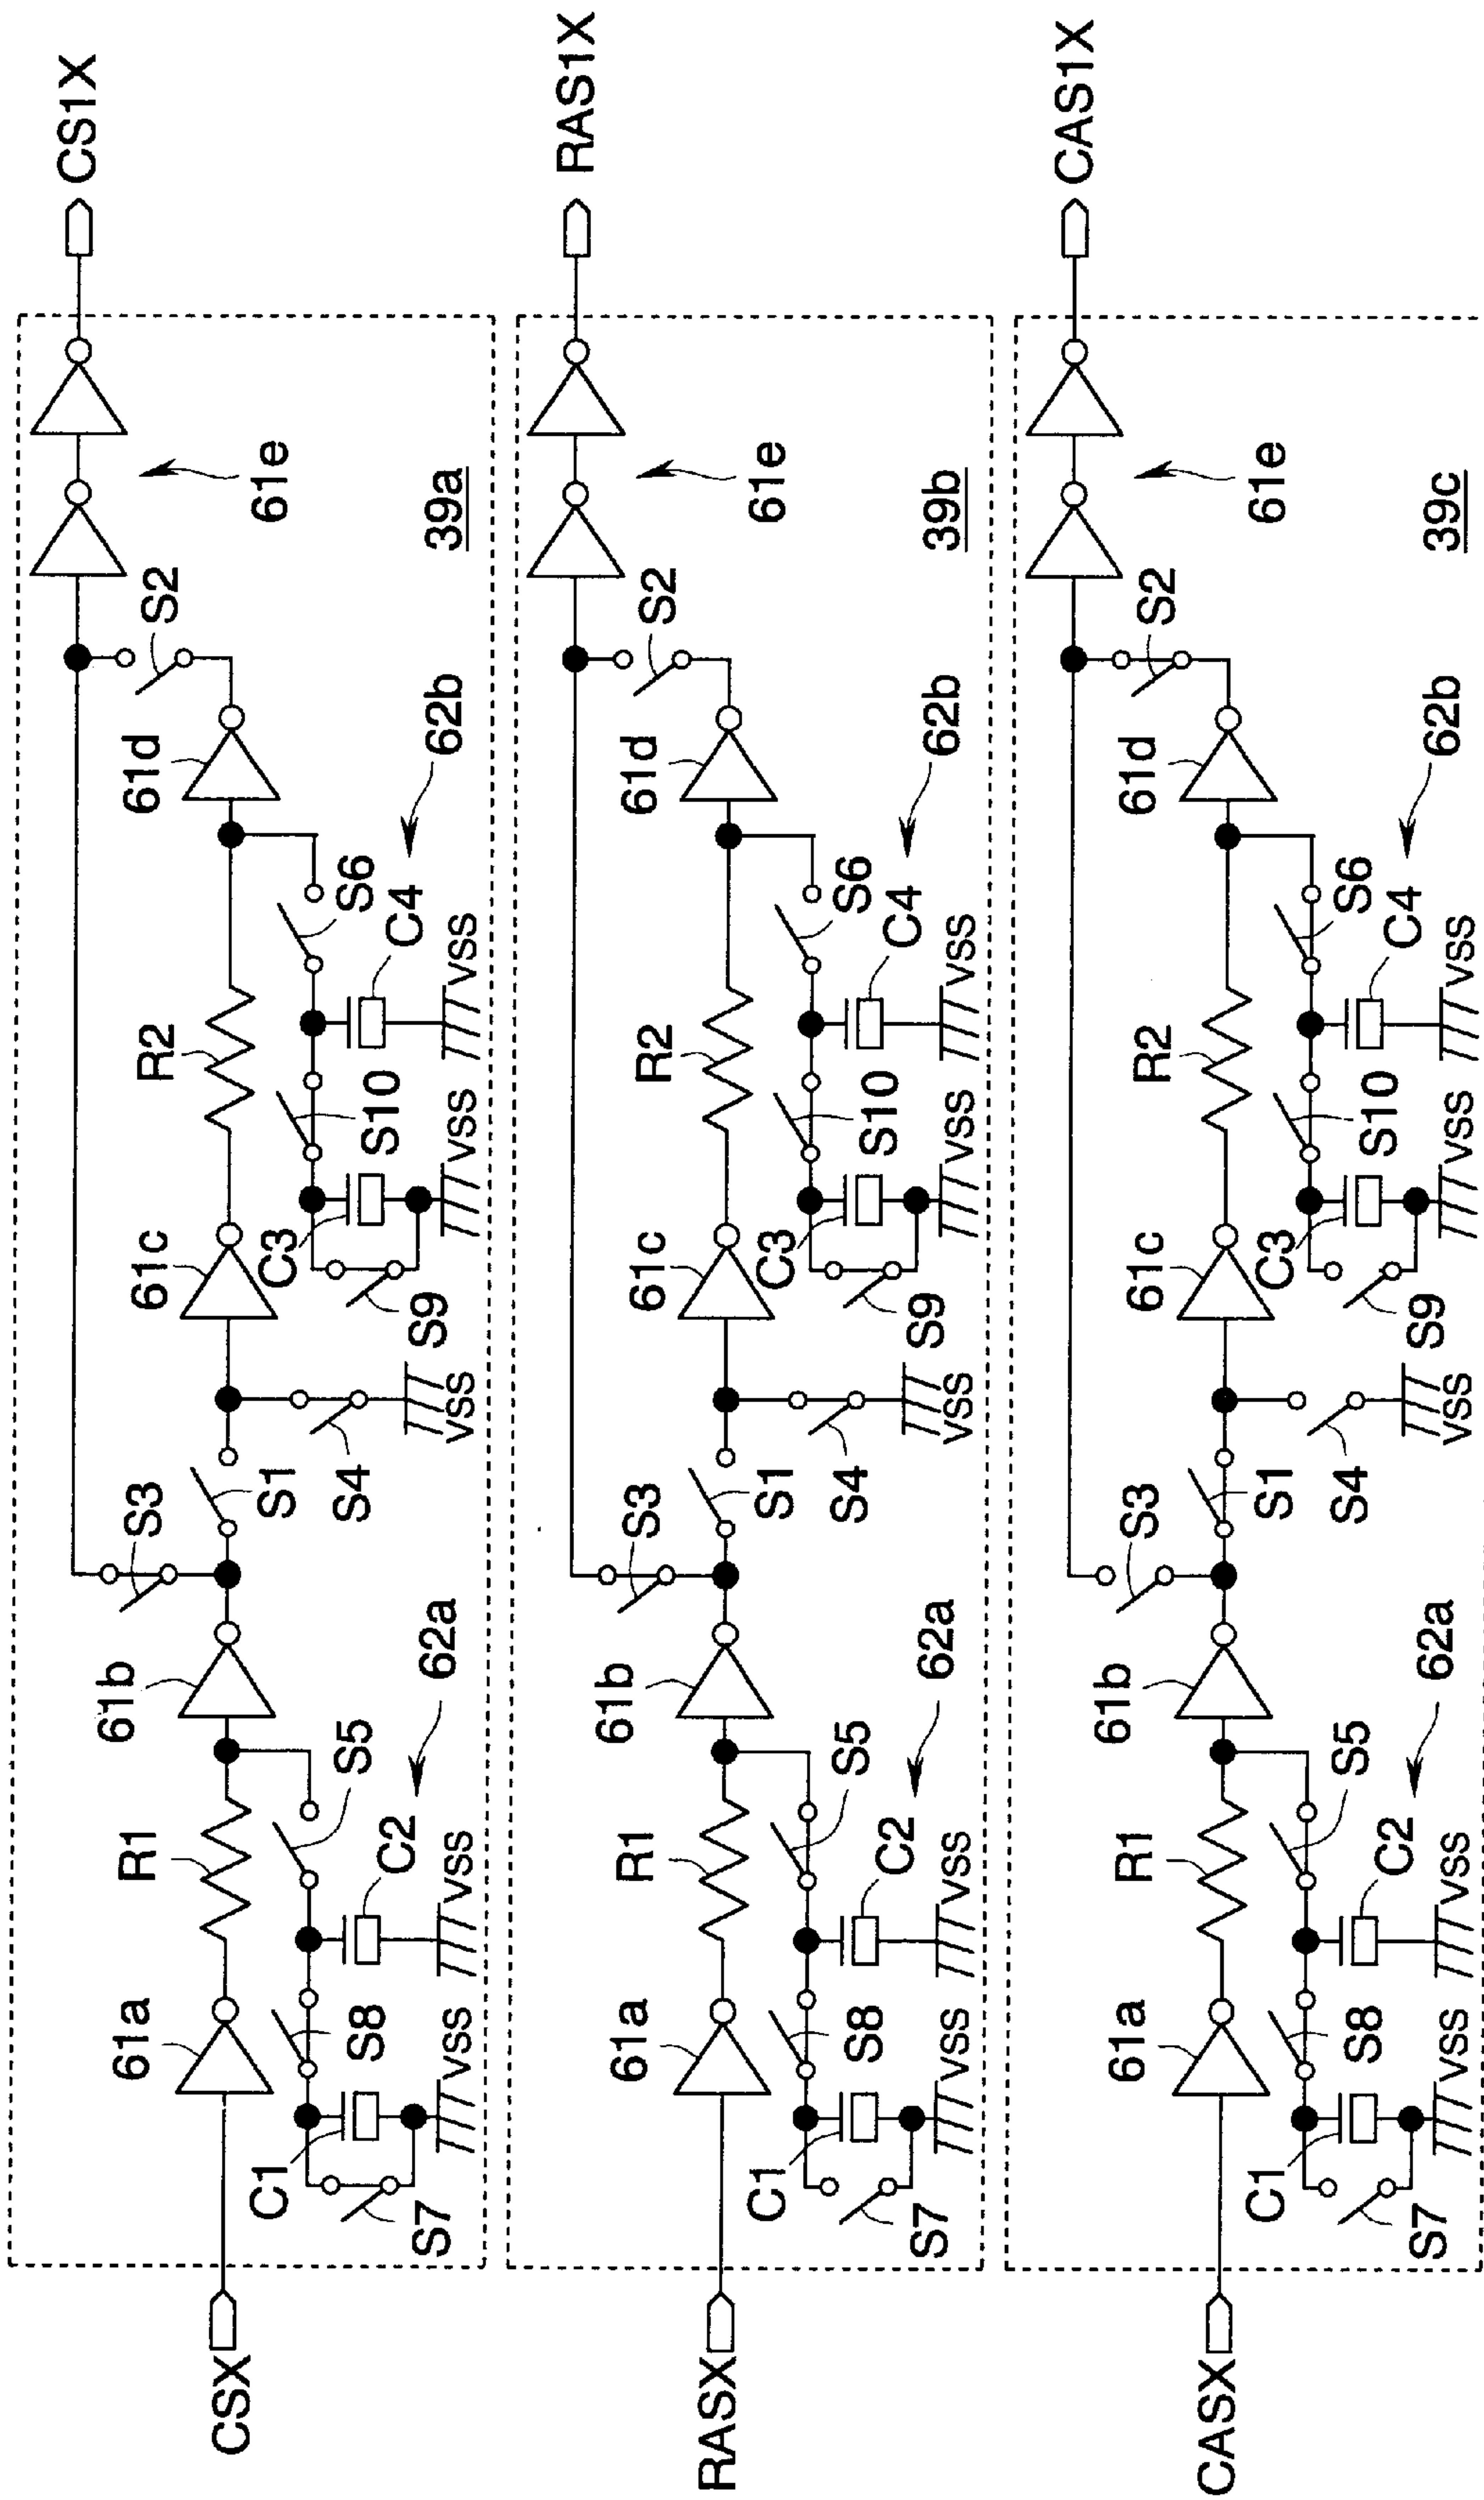 CSX
61a
R1
61b
S3
61c
R2
61d
S2
61e
CS1X
C1
S7
S8
C2
S5
62a
S1
S4
C3
S9
S10
C4
S6
62b
39a
VSS
VSS
VSS
VSS
VSS
RASX
61a
R1
61b
S3
61c
R2
61d
S2
61e
RAS1X
C1
S7
S8
C2
S5
62a
S1
S4
C3
S9
S10
C4
S6
62b
39b
VSS
VSS
VSS
VSS
VSS
CASX
61a
R1
61b
S3
61c
R2
61d
S2
61e
CAS1X
C1
S7
S8
C2
S5
62a
S1
S4
C3
S9
S10
C4
S6
62b
39c
VSS
VSS
VSS
VSS
VSS